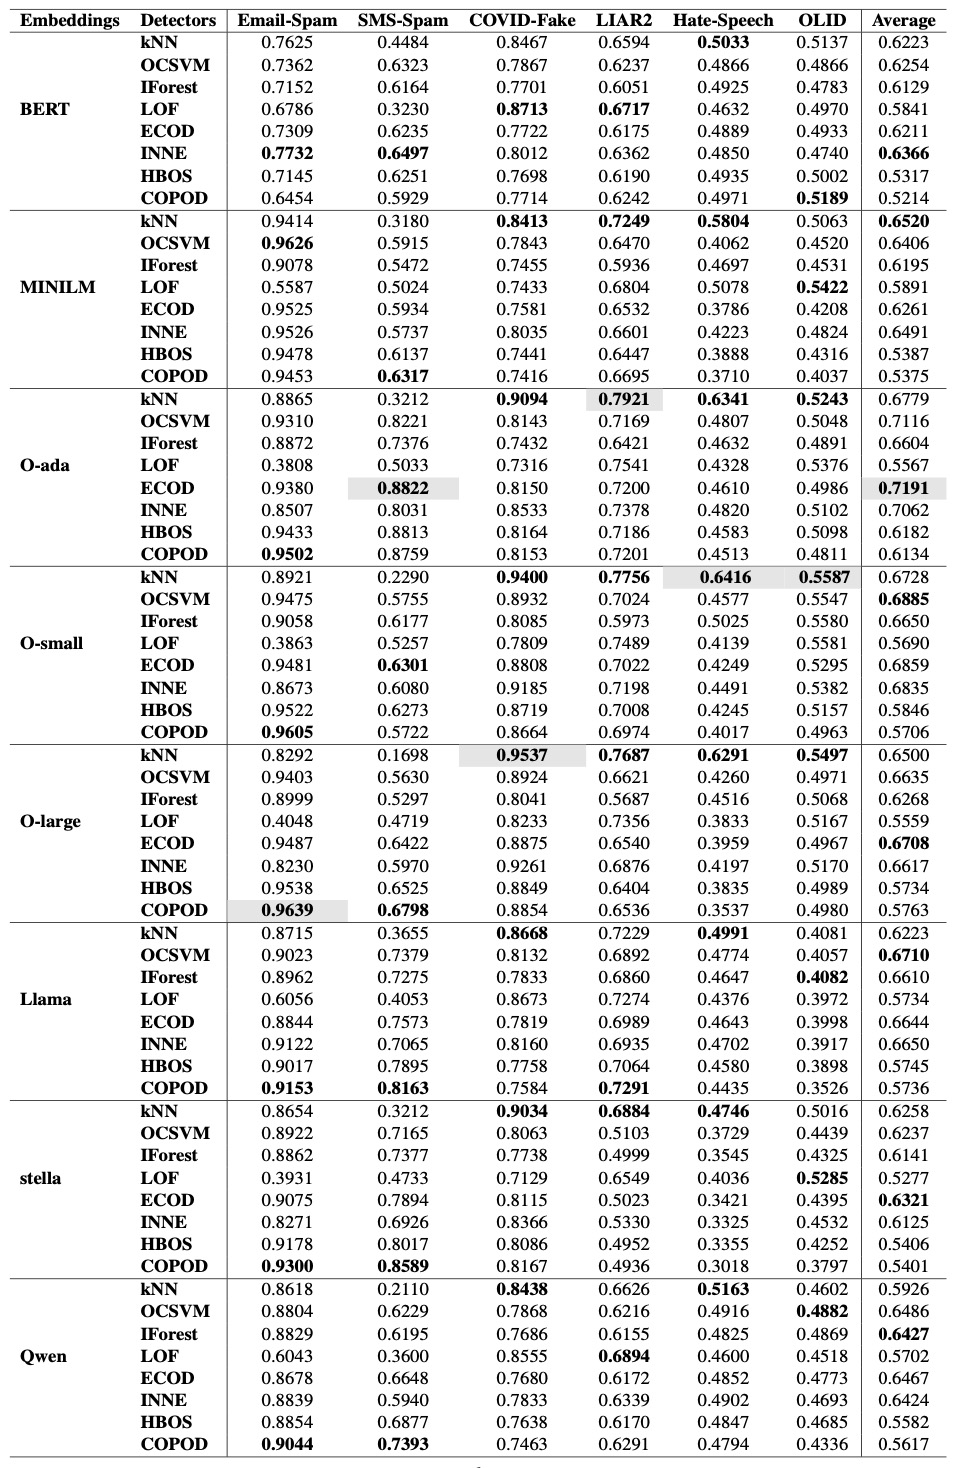 Embeddings Detectors Email-Spam SMS-Spam COVID-Fake LIAR2 Hate-Speech OLID Average
kNN 0.7625 0.4484 0.8467 0.6594 0.5033 0.5137 0.6223
OCSVM 0.7362 0.6323 0.7867 0.6237 0.4866 0.4866 0.6254
IForest 0.7152 0.6164 0.7701 0.6051 0.4925 0.4783 0.6129
BERT LOF 0.6786 0.3230 0.8713 0.6717 0.4632 0.4970 0.5841
ECOD 0.7309 0.6235 0.7722 0.6175 0.4889 0.4933 0.6211
INNE 0.7732 0.6497 0.8012 0.6362 0.4850 0.4740 0.6366
HBOS 0.7145 0.6251 0.7698 0.6190 0.4935 0.5002 0.5317
COPOD 0.6454 0.5929 0.7714 0.6242 0.4971 0.5189 0.5214
kNN 0.9414 0.3180 0.8413 0.7249 0.5804 0.5063 0.6520
OCSVM 0.9626 0.5915 0.7843 0.6470 0.4062 0.4520 0.6406
IForest 0.9078 0.5472 0.7455 0.5936 0.4697 0.4531 0.6195
MINILM LOF 0.5587 0.5024 0.7433 0.6804 0.5078 0.5422 0.5891
ECOD 0.9525 0.5934 0.7581 0.6532 0.3786 0.4208 0.6261
INNE 0.9526 0.5737 0.8035 0.6601 0.4223 0.4824 0.6491
HBOS 0.9478 0.6137 0.7441 0.6447 0.3888 0.4316 0.5387
COPOD 0.9453 0.6317 0.7416 0.6695 0.3710 0.4037 0.5375
kNN 0.8865 0.3212 0.9094 0.7921 0.6341 0.5243 0.6779
OCSVM 0.9310 0.8221 0.8143 0.7169 0.4807 0.5048 0.7116
IForest 0.8872 0.7376 0.7432 0.6421 0.4632 0.4891 0.6604
O-ada LOF 0.3808 0.5033 0.7316 0.7541 0.4328 0.5376 0.5567
ECOD 0.9380 0.8822 0.8150 0.7200 0.4610 0.4986 0.7191
INNE 0.8507 0.8031 0.8533 0.7378 0.4820 0.5102 0.7062
HBOS 0.9433 0.8813 0.8164 0.7186 0.4583 0.5098 0.6182
COPOD 0.9502 0.8759 0.8153 0.7201 0.4513 0.4811 0.6134
kNN 0.8921 0.2290 0.9400 0.7756 0.6416 0.5587 0.6728
OCSVM 0.9475 0.5755 0.8932 0.7024 0.4577 0.5547 0.6885
IForest 0.9058 0.6177 0.8085 0.5973 0.5025 0.5580 0.6650
O-small LOF 0.3863 0.5257 0.7809 0.7489 0.4139 0.5581 0.5690
ECOD 0.9481 0.6301 0.8808 0.7022 0.4249 0.5295 0.6859
INNE 0.8673 0.6080 0.9185 0.7198 0.4491 0.5382 0.6835
HBOS 0.9522 0.6273 0.8719 0.7008 0.4245 0.5157 0.5846
COPOD 0.9605 0.5722 0.8664 0.6974 0.4017 0.4963 0.5706
kNN 0.8292 0.1698 0.9537 0.7687 0.6291 0.5497 0.6500
OCSVM 0.9403 0.5630 0.8924 0.6621 0.4260 0.4971 0.6635
IForest 0.8999 0.5297 0.8041 0.5687 0.4516 0.5068 0.6268
O-large LOF 0.4048 0.4719 0.8233 0.7356 0.3833 0.5167 0.5559
ECOD 0.9487 0.6422 0.8875 0.6540 0.3959 0.4967 0.6708
INNE 0.8230 0.5970 0.9261 0.6876 0.4197 0.5170 0.6617
HBOS 0.9538 0.6525 0.8849 0.6404 0.3835 0.4989 0.5734
COPOD 0.9639 0.6798 0.8854 0.6536 0.3537 0.4980 0.5763
kNN 0.8715 0.3655 0.8668 0.7229 0.4991 0.4081 0.6223
OCSVM 0.9023 0.7379 0.8132 0.6892 0.4774 0.4057 0.6710
IForest 0.8962 0.7275 0.7833 0.6860 0.4647 0.4082 0.6610
Llama LOF 0.6056 0.4053 0.8673 0.7274 0.4376 0.3972 0.5734
ECOD 0.8844 0.7573 0.7819 0.6989 0.4643 0.3998 0.6644
INNE 0.9122 0.7065 0.8160 0.6935 0.4702 0.3917 0.6650
HBOS 0.9017 0.7895 0.7758 0.7064 0.4580 0.3898 0.5745
COPOD 0.9153 0.8163 0.7584 0.7291 0.4435 0.3526 0.5736
kNN 0.8654 0.3212 0.9034 0.6884 0.4746 0.5016 0.6258
OCSVM 0.8922 0.7165 0.8063 0.5103 0.3729 0.4439 0.6237
IForest 0.8862 0.7377 0.7738 0.4999 0.3545 0.4325 0.6141
stella LOF 0.3931 0.4733 0.7129 0.6549 0.4036 0.5285 0.5277
ECOD 0.9075 0.7894 0.8115 0.5023 0.3421 0.4395 0.6321
INNE 0.8271 0.6926 0.8366 0.5330 0.3325 0.4532 0.6125
HBOS 0.9178 0.8017 0.8086 0.4952 0.3355 0.4252 0.5406
COPOD 0.9300 0.8589 0.8167 0.4936 0.3018 0.3797 0.5401
kNN 0.8618 0.2110 0.8438 0.6626 0.5163 0.4602 0.5926
OCSVM 0.8804 0.6229 0.7868 0.6216 0.4916 0.4882 0.6486
IForest 0.8829 0.6195 0.7686 0.6155 0.4825 0.4869 0.6427
Qwen LOF 0.6043 0.3600 0.8555 0.6894 0.4600 0.4518 0.5702
ECOD 0.8678 0.6648 0.7680 0.6172 0.4852 0.4773 0.6467
INNE 0.8839 0.5940 0.7833 0.6339 0.4902 0.4693 0.6424
HBOS 0.8854 0.6877 0.7638 0.6170 0.4847 0.4685 0.5582
COPOD 0.9044 0.7393 0.7463 0.6291 0.4794 0.4336 0.5617